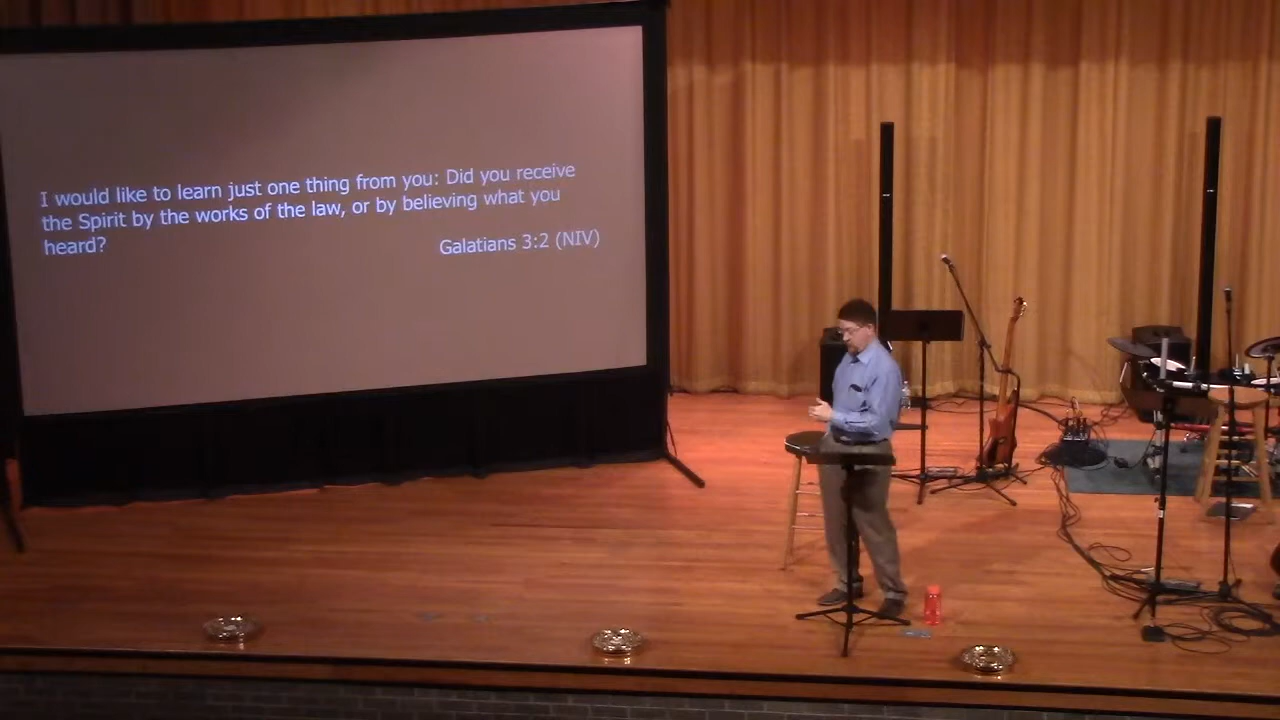 I would like to learn just one thing from you: Did you receive
the Spirit by the works of the law, or by believing what you
heard?
Galatians 3:2 (NIV)